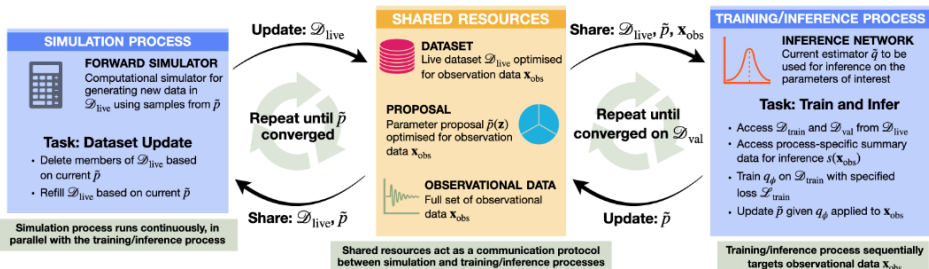 SIMULATION PROCESS
FORWARD SIMULATOR
Computational simulator for
generating new data in
𝒟live using samples from p̃
Task: Dataset Update
• Delete members of 𝒟live based
on current p̃
• Refill 𝒟live based on current p̃
Simulation process runs continuously, in
parallel with the training/inference process
Update: 𝒟live
Repeat until p̃
converged
Share: 𝒟live, p̃
SHARED RESOURCES
DATASET
Live dataset 𝒟live optimised
for observation data xobs
PROPOSAL
Parameter proposal p̃(z)
optimised for observation
data xobs
OBSERVATIONAL DATA
Full set of observational
data xobs
Shared resources act as a communication protocol
between simulation and training/inference processes
Share: 𝒟live, p̃, xobs
Repeat until
converged on 𝒟val
Update: p̃
TRAINING/INFERENCE PROCESS
INFERENCE NETWORK
Current estimator q̃ to be
used for inference on the
parameters of interest
Task: Train and Infer
• Access 𝒟train and 𝒟val from 𝒟live
• Access process-specific summary
data for inference s(xobs)
• Train qϕ on 𝒟train with specified
loss ℒtrain
• Update p̃ given qϕ applied to xobs
Training/inference process sequentially
targets observational data xobs